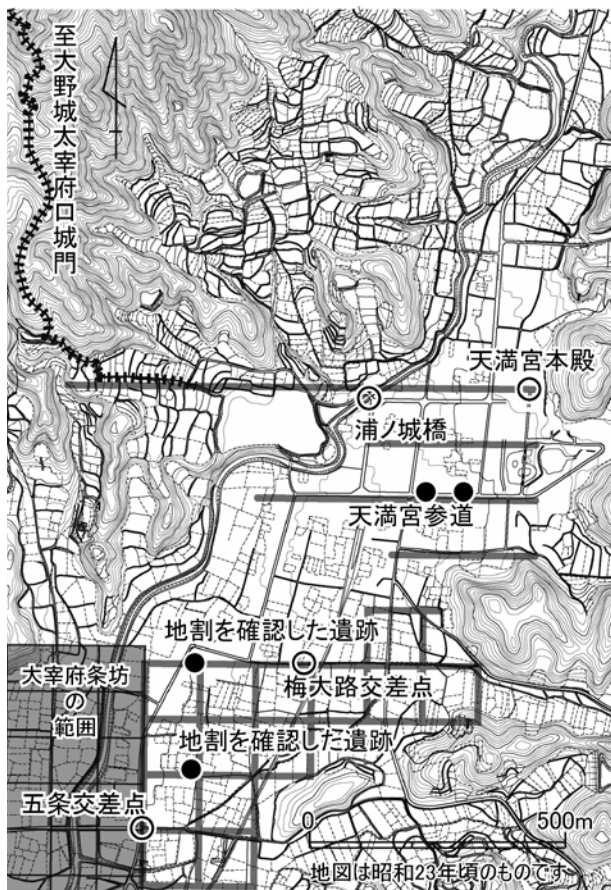 至大野城太宰府口城門
天満宮本殿
浦ノ城橋
天満宮参道
地割を確認した遺跡
梅大路交差点
大宰府条坊
の
範囲
地割を確認した遺跡
五条交差点
0 500m
地図は昭和23年頃のものです